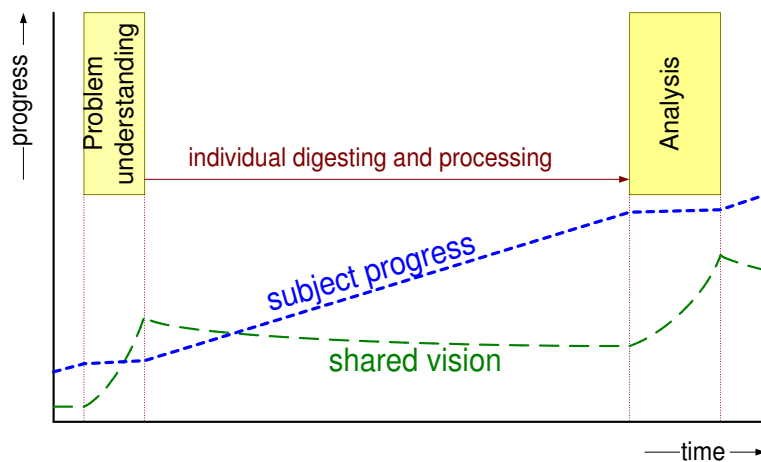 progress
Problem
understanding
Analysis
individual digesting and processing
subject progress
shared vision
time